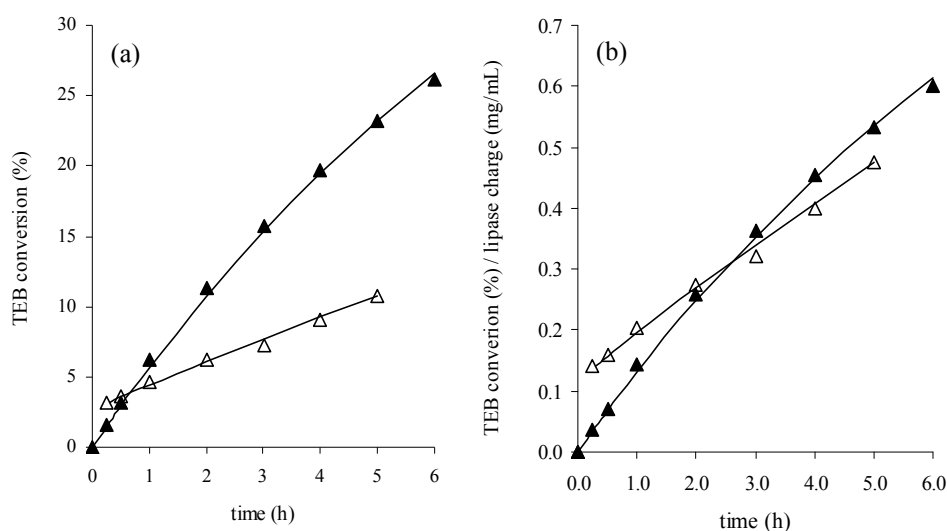 (a)
TEB conversion (%)
30
25
20
15
10
5
0
0 1 2 3 4 5 6
time (h)
(b)
TEB converion (%) / lipase charge (mg/mL)
0.7
0.6
0.5
0.4
0.3
0.2
0.1
0.0
0.0 1.0 2.0 3.0 4.0 5.0 6.0
time (h)